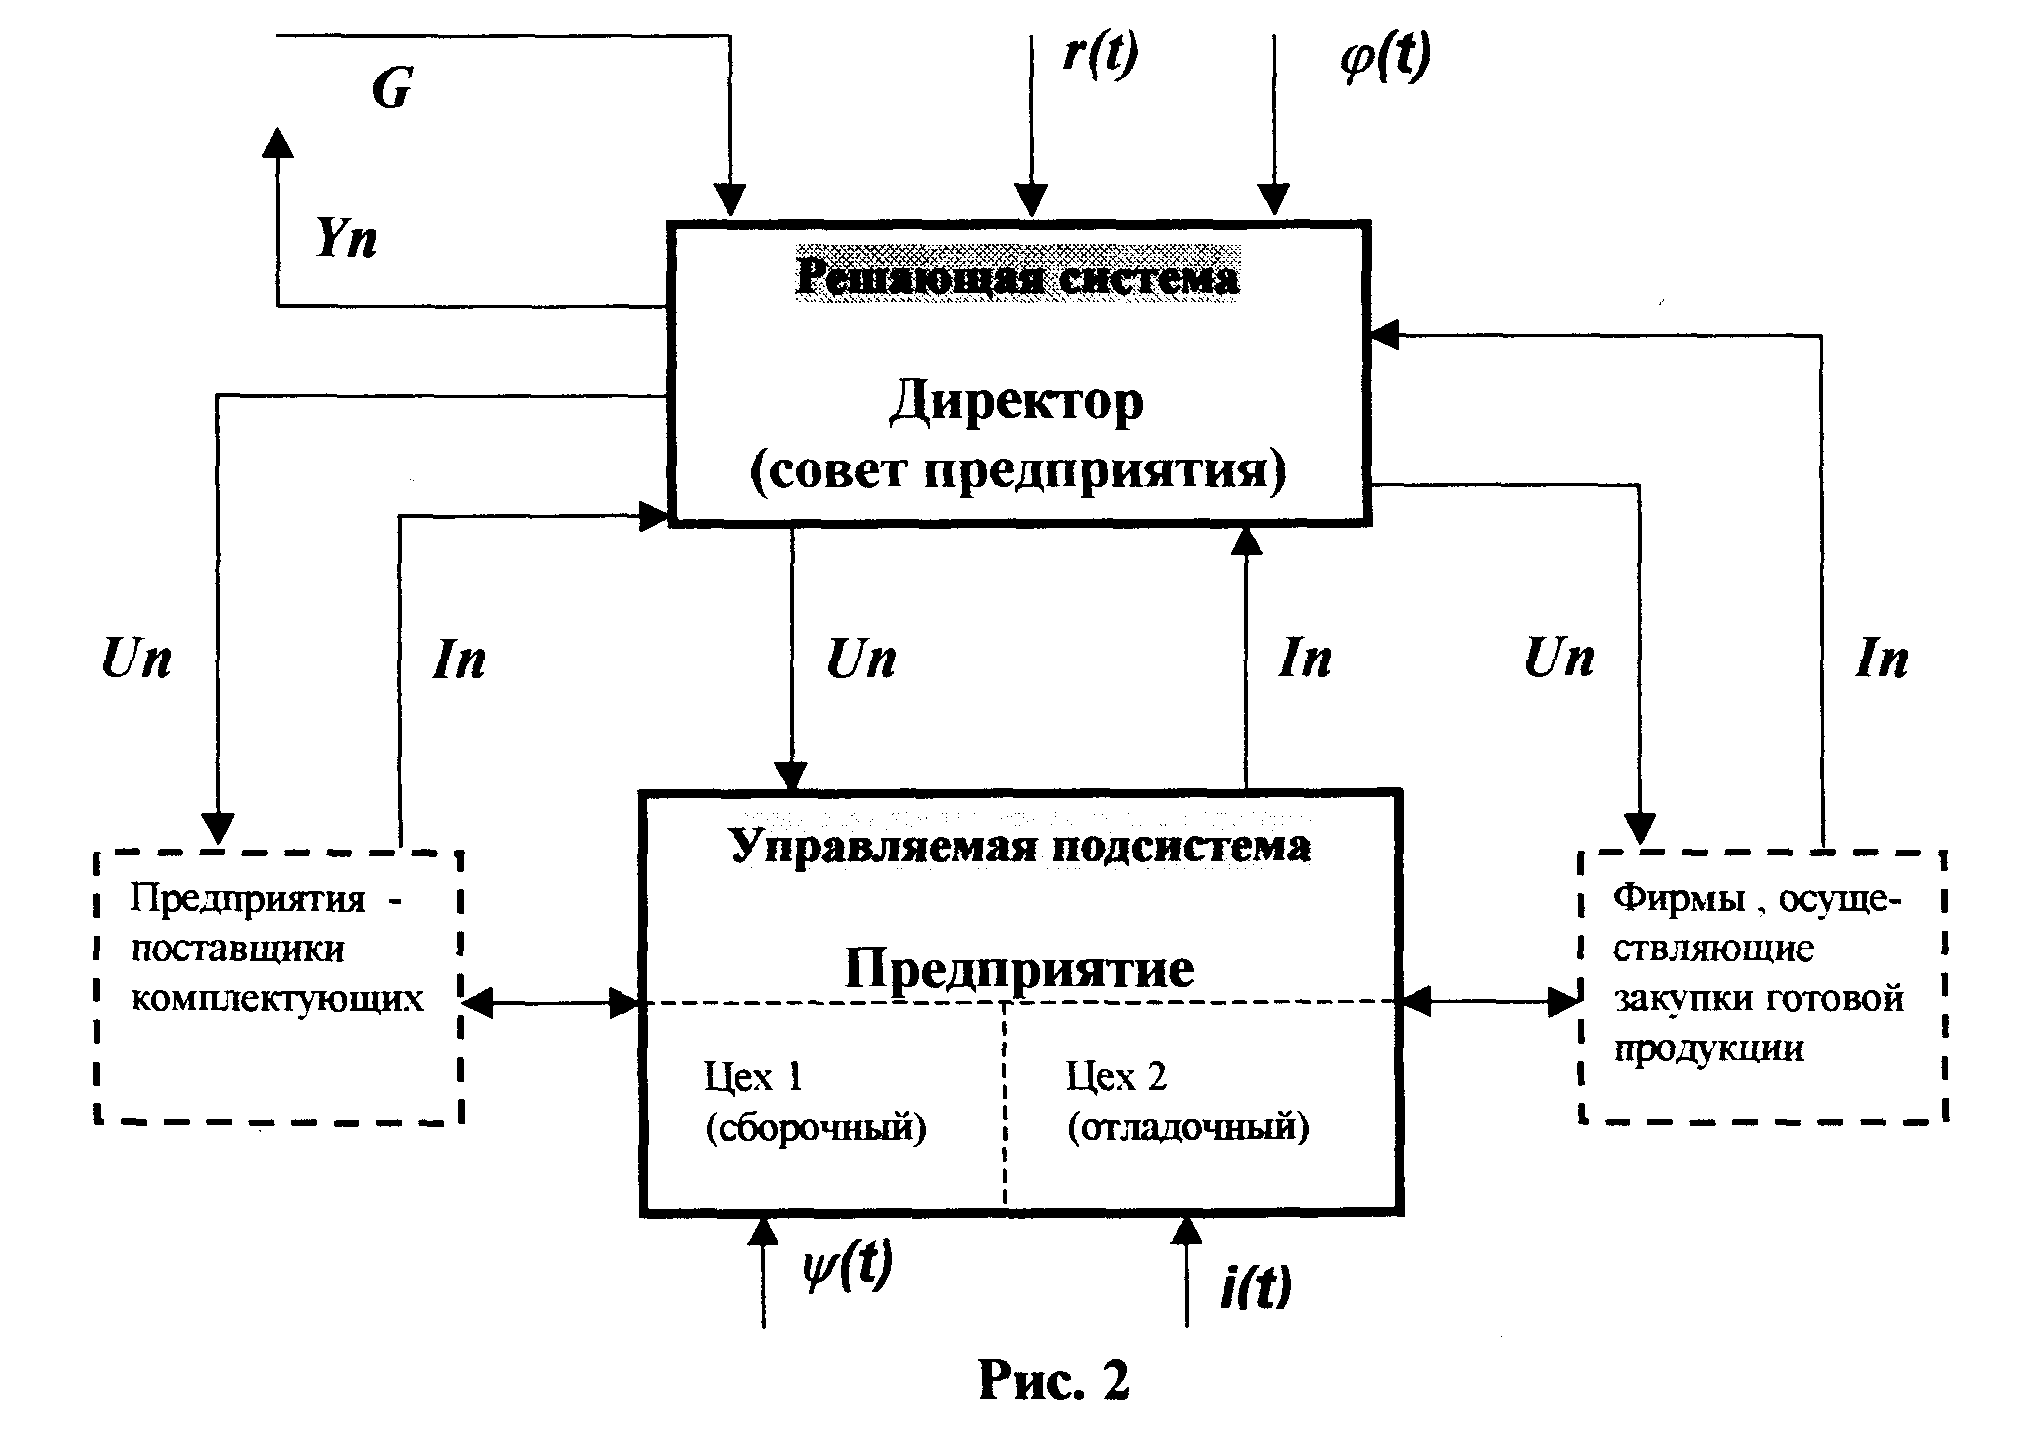 G
r(t)
φ(t)
Yn
Решающая система
Директор
(совет предприятия)
Un
In
Un
In
Un
In
Управляемая подсистема
Предприятие
Предприятия -
поставщики
комплектующих
Цех 1
(сборочный)
Цех 2
(отладочный)
Фирмы , осуще-
ствляющие
закупки готовой
продукции
ψ(t)
i(t)
Рис. 2